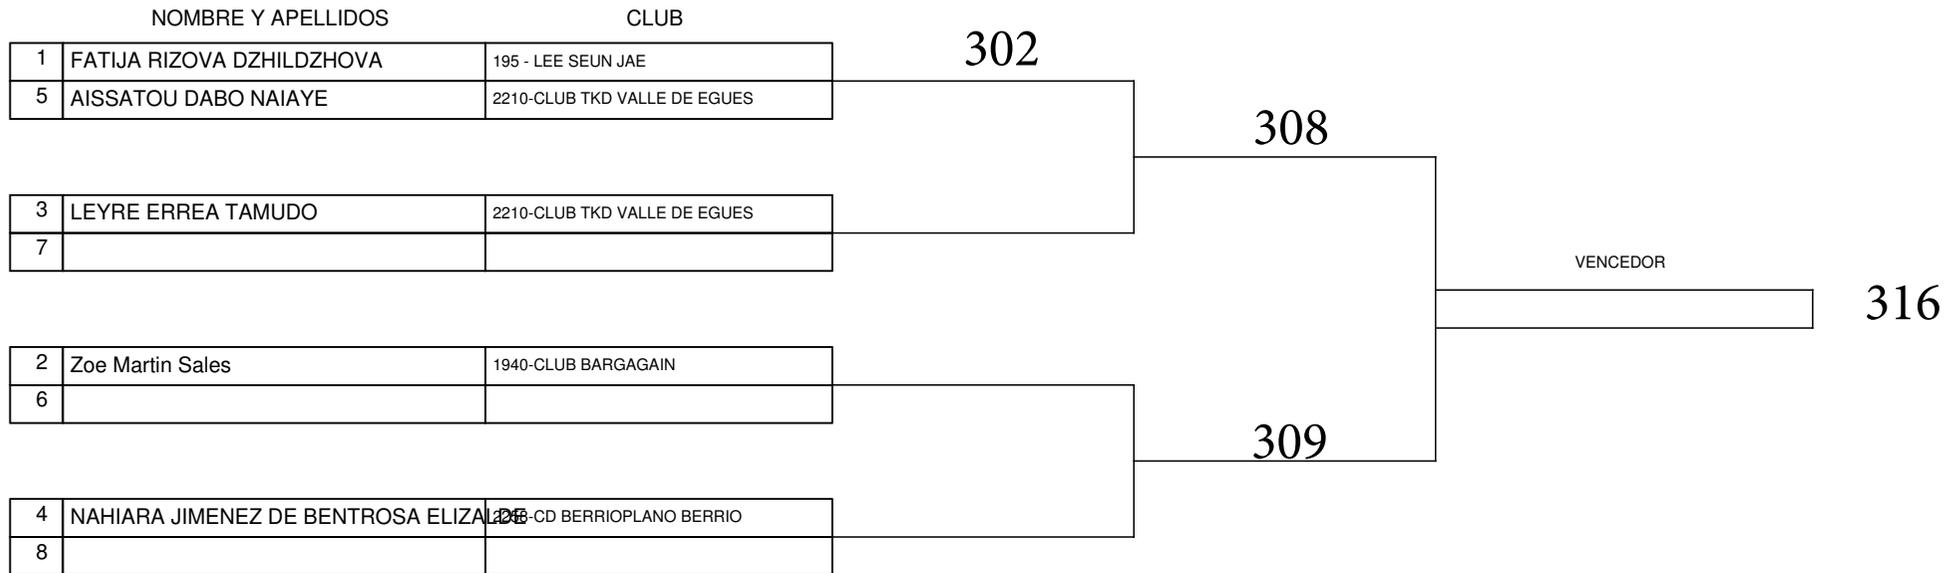 NOMBRE Y APELLIDOS CLUB
1 FATIJA RIZOVA DZHILDZHOVA 195 - LEE SEUN JAE 302
5 AISSATOU DABO NAIAYE 2210-CLUB TKD VALLE DE EGUES
308
3 LEYRE ERREA TAMUDO 2210-CLUB TKD VALLE DE EGUES
7
VENCEDOR
316
2 Zoe Martin Sales 1940-CLUB BARGAGAIN
6
309
4 NAHIARA JIMENEZ DE BENTROSA ELIZALDE CD BERRIOPLANO BERRIO
8